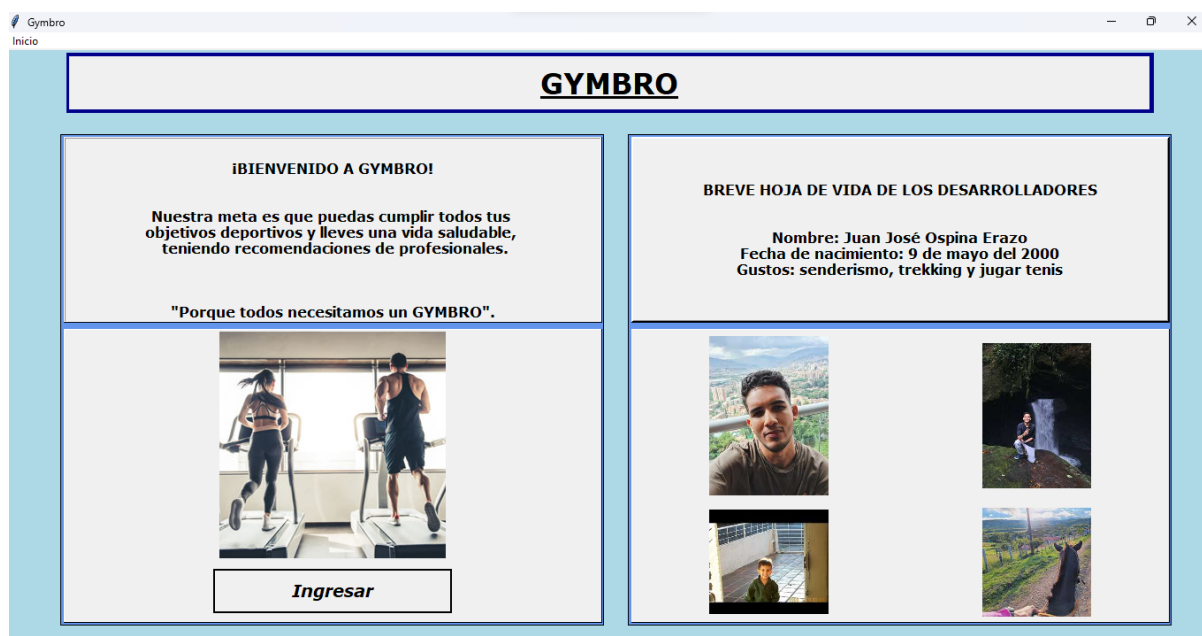 Gymbro
Inicio
GYMBRO
¡BIENVENIDO A GYMBRO!
Nuestra meta es que puedas cumplir todos tus
objetivos deportivos y lleves una vida saludable,
teniendo recomendaciones de profesionales.
"Porque todos necesitamos un GYMBRO".
Ingresar
BREVE HOJA DE VIDA DE LOS DESARROLLADORES
Nombre: Juan José Ospina Erazo
Fecha de nacimiento: 9 de mayo del 2000
Gustos: senderismo, trekking y jugar tenis